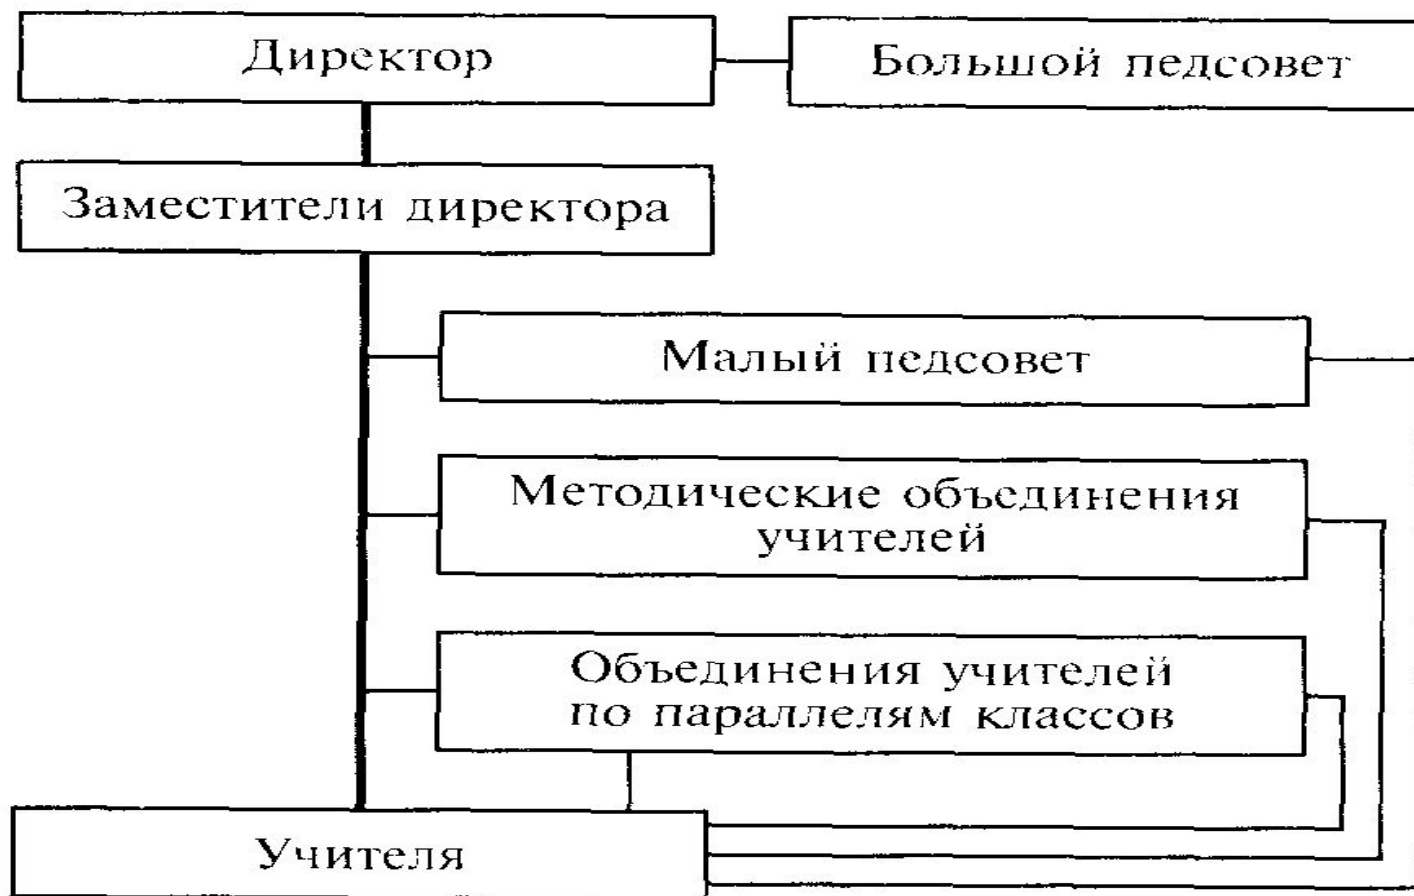 Директор
Большой педсовет
Заместители директора
Малый педсовет
Методические объединения
учителей
Объединения учителей
по параллелям классов
Учителя